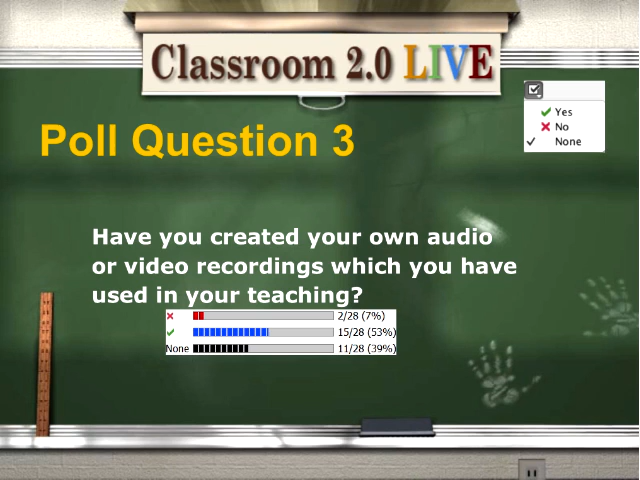 Classroom 2.0 LIVE
Yes
No
None
Poll Question 3
Have you created your own audio
or video recordings which you have
used in your teaching?
2/28 (7%)
15/28 (53%)
None 11/28 (39%)